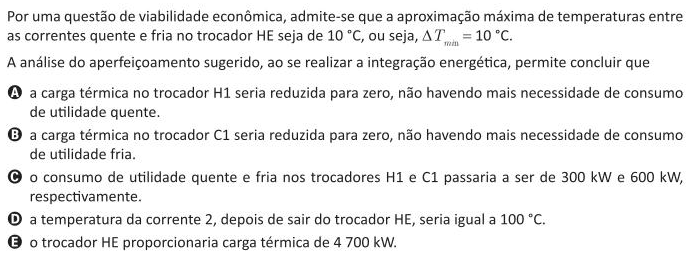 Por uma questão de viabilidade econômica, admite-se que a aproximação máxima de temperaturas entre
as correntes quente e fria no trocador HE seja de 10 °C, ou seja, ΔT_min = 10 °C.
A análise do aperfeiçoamento sugerido, ao se realizar a integração energética, permite concluir que
A a carga térmica no trocador H1 seria reduzida para zero, não havendo mais necessidade de consumo
de utilidade quente.
B a carga térmica no trocador C1 seria reduzida para zero, não havendo mais necessidade de consumo
de utilidade fria.
C o consumo de utilidade quente e fria nos trocadores H1 e C1 passaria a ser de 300 kW e 600 kW,
respectivamente.
D a temperatura da corrente 2, depois de sair do trocador HE, seria igual a 100 °C.
E o trocador HE proporcionaria carga térmica de 4 700 kW.